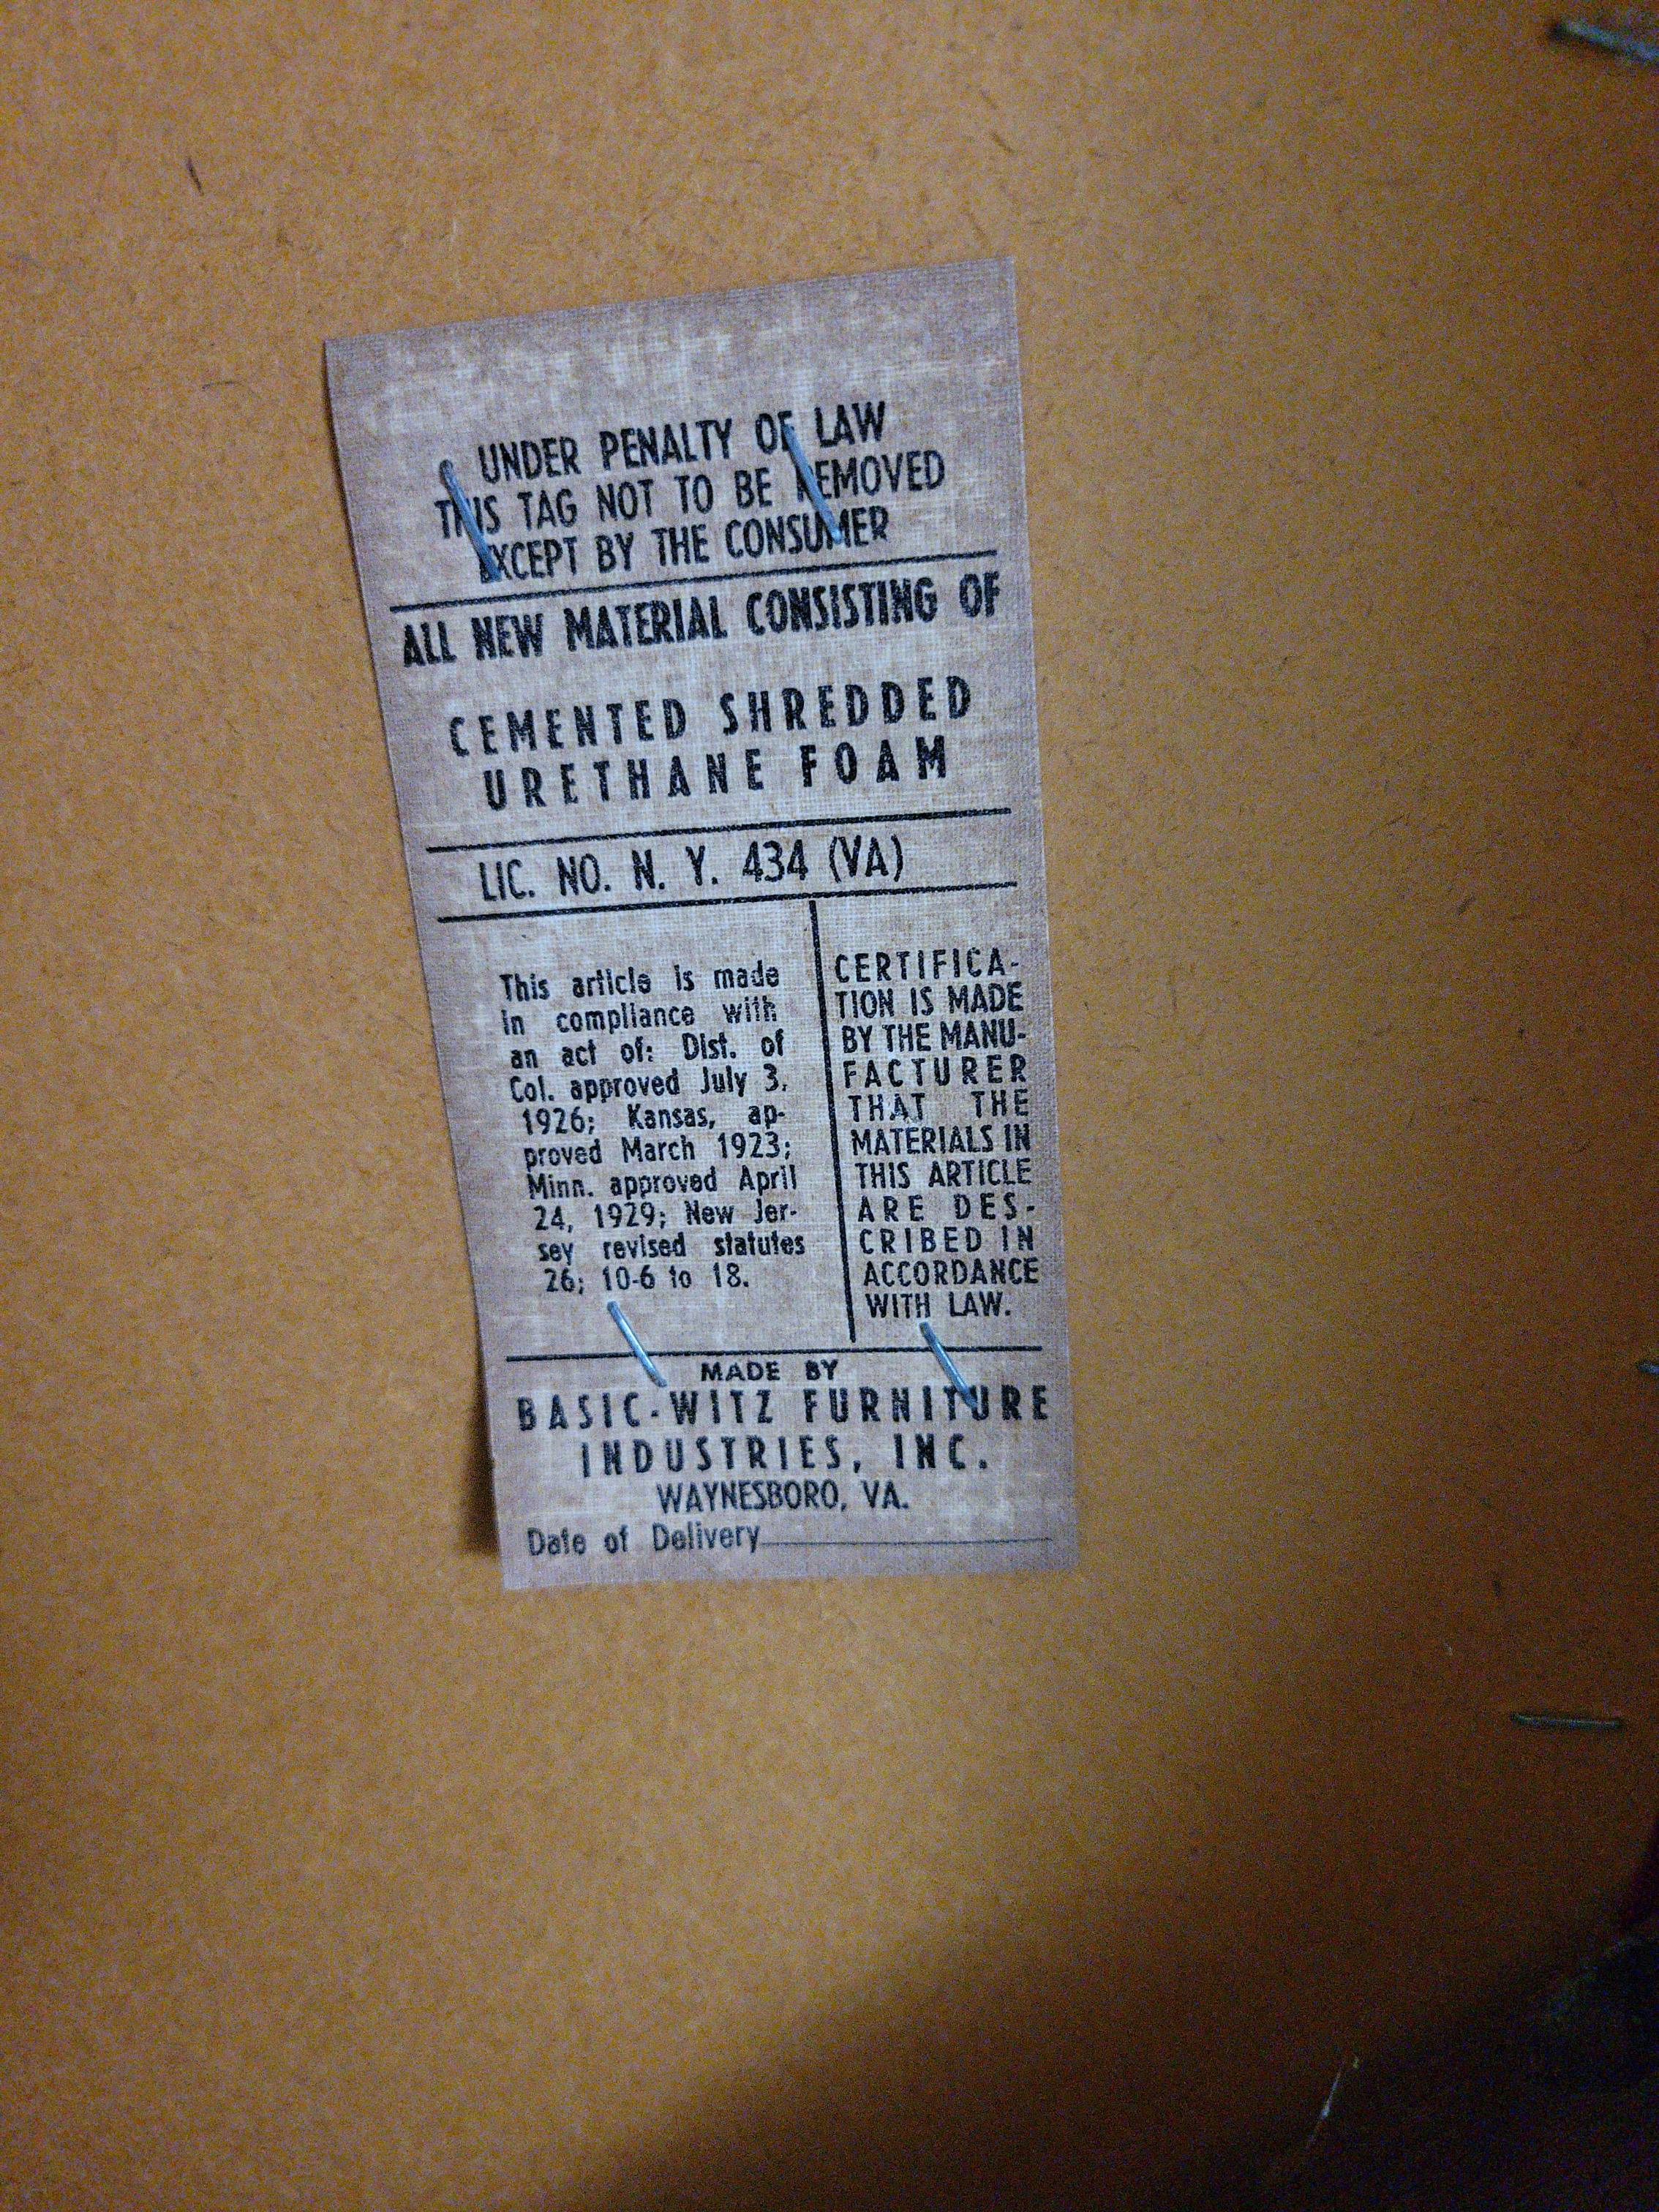 UNDER PENALTY OF LAW
THIS TAG NOT TO BE REMOVED
EXCEPT BY THE CONSUMER
ALL NEW MATERIAL CONSISTING OF
CEMENTED SHREDDED
URETHANE FOAM
LIC. NO. N. Y. 434 (VA)
This article is made
in compliance with
an act of: Dist. of
Col. approved July 3,
1926; Kansas, ap-
proved March 1923;
Minn. approved April
24, 1929; New Jer-
sey revised statutes
26; 10-6 to 18.
CERTIFICA-
TION IS MADE
BY THE MANU-
FACTURER
THAT THE
MATERIALS IN
THIS ARTICLE
ARE DES-
CRIBED IN
ACCORDANCE
WITH LAW.
MADE BY
BASIC-WITZ FURNITURE
INDUSTRIES, INC.
WAYNESBORO, VA.
Date of Delivery